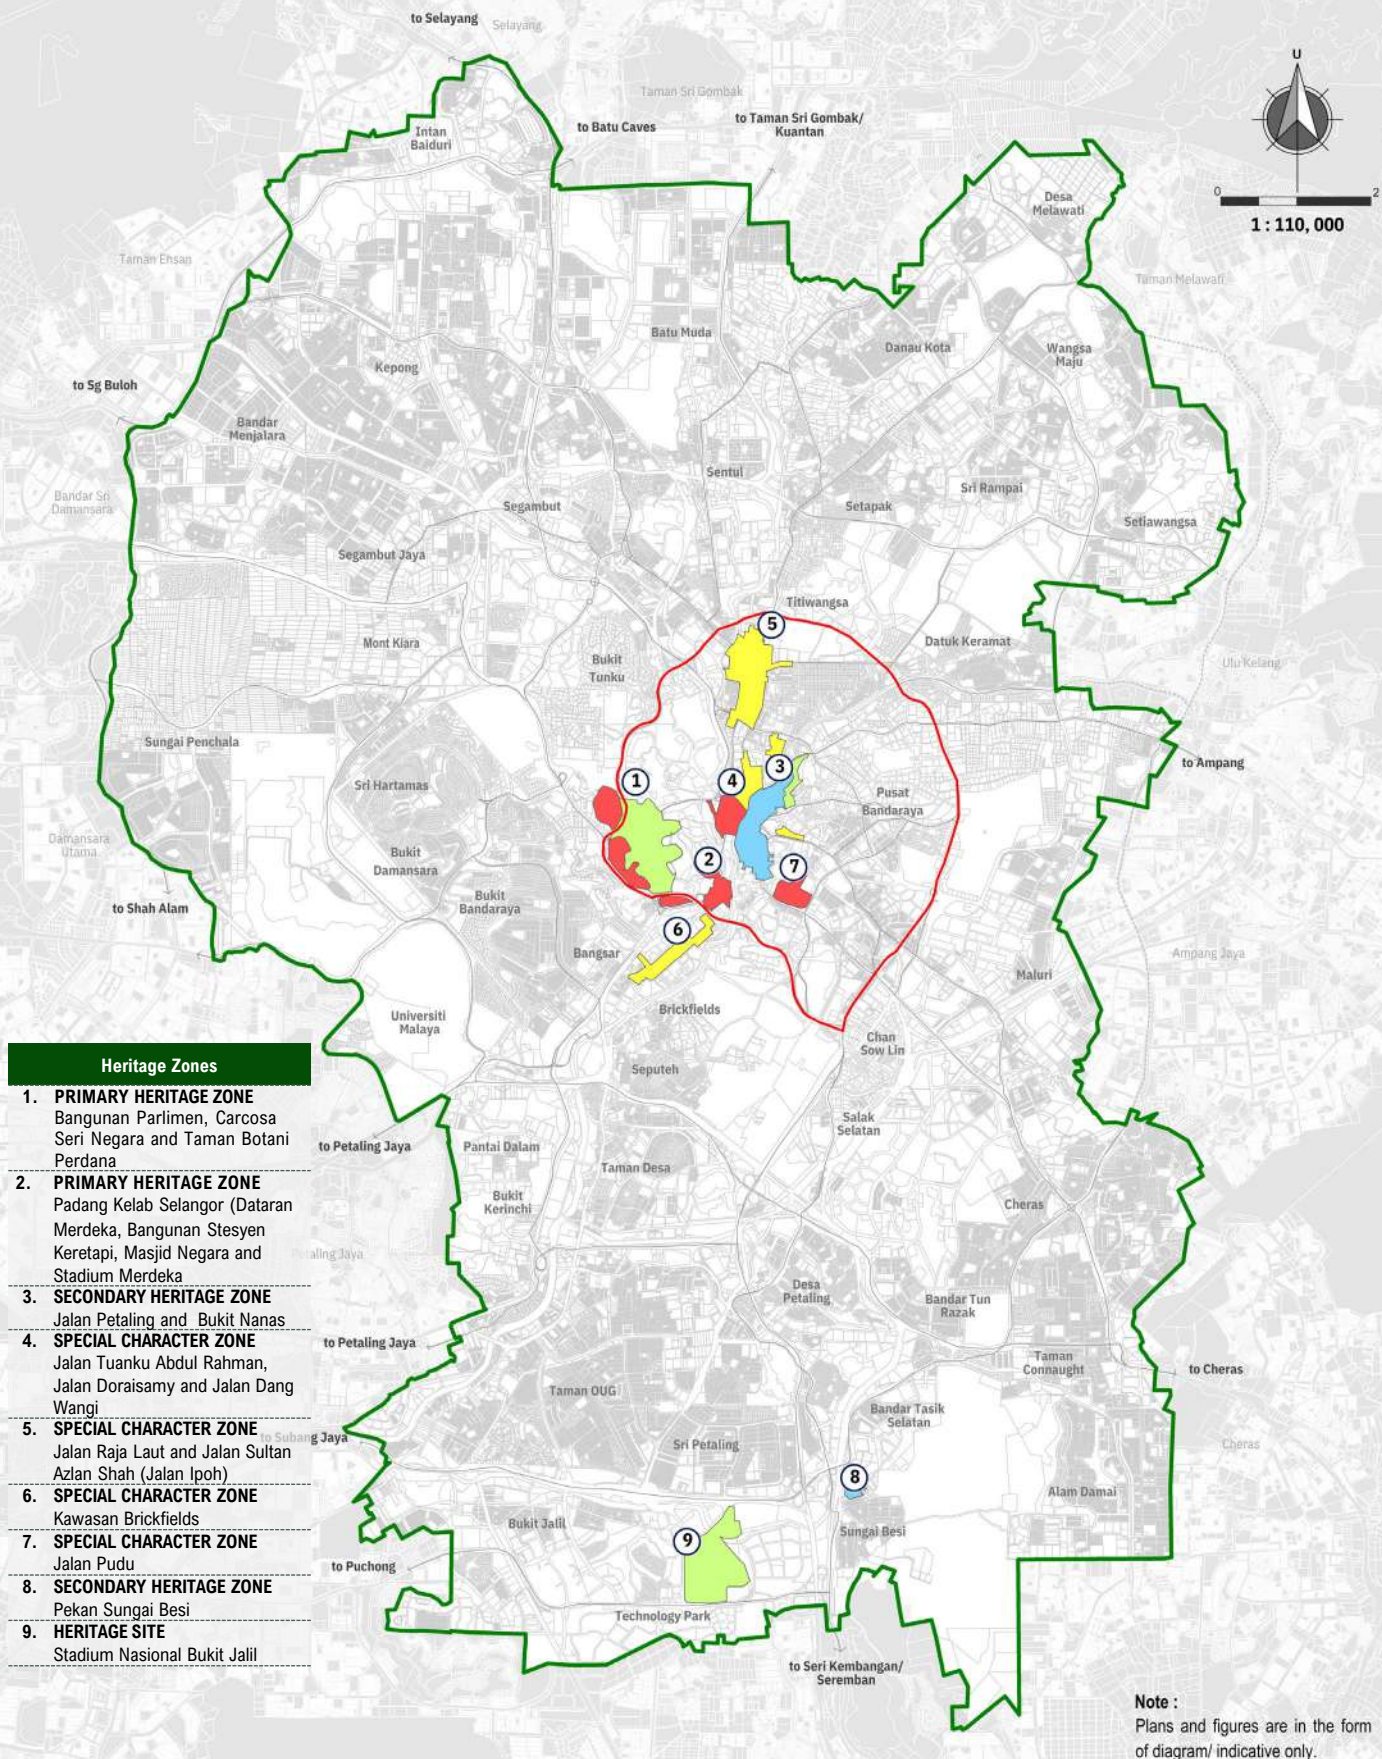 to Selayang
Selayang
U
Taman Sri Gombak
to Taman Sri Gombak/
Kuantan
to Batu Caves
Intan
Baiduri
0
2
1 : 110, 000
Desa
Melawati
Taman Ehsan
Taman Melawati
Batu Muda
Danau Kota
Wangsa
Maju
Kepong
to Sg Buloh
Bandar
Menjalara
Sentul
Sri Rampai
Bandar Sri
Damansara
Segambut
Setapak
Setiawangsa
Segambut Jaya
Titiwangsa
5
Mont Kiara
Datuk Keramat
Bukit
Tunku
Ulu Kelang
Sungai Penchala
to Ampang
3
1
4
Sri Hartamas
Pusat
Bandaraya
Damansara
Utama
Bukit
Damansara
2
7
Bukit
Bandaraya
to Shah Alam
6
Bangsar
Ampang Jaya
Maluri
Brickfields
Universiti
Malaya
Chan
Sow Lin
Seputeh
Salak
Selatan
to Petaling Jaya
Pantai Dalam
Taman Desa
Bukit
Kerinchi
Cheras
Petaling Jaya
Desa
Petaling
Bandar Tun
Razak
to Petaling Jaya
Taman
Connaught
to Cheras
Taman OUG
Bandar Tasik
Selatan
to Subang Jaya
Sri Petaling
Cheras
8
Alam Damai
Bukit Jalil
Sungai Besi
9
to Puchong
Technology Park
to Seri Kembangan/
Seremban
Heritage Zones
1. PRIMARY HERITAGE ZONE
Bangunan Parlimen, Carcosa
Seri Negara and Taman Botani
Perdana
2. PRIMARY HERITAGE ZONE
Padang Kelab Selangor (Dataran
Merdeka, Bangunan Stesyen
Keretapi, Masjid Negara and
Stadium Merdeka
3. SECONDARY HERITAGE ZONE
Jalan Petaling and Bukit Nanas
4. SPECIAL CHARACTER ZONE
Jalan Tuanku Abdul Rahman,
Jalan Doraisamy and Jalan Dang
Wangi
5. SPECIAL CHARACTER ZONE
Jalan Raja Laut and Jalan Sultan
Azlan Shah (Jalan Ipoh)
6. SPECIAL CHARACTER ZONE
Kawasan Brickfields
7. SPECIAL CHARACTER ZONE
Jalan Pudu
8. SECONDARY HERITAGE ZONE
Pekan Sungai Besi
9. HERITAGE SITE
Stadium Nasional Bukit Jalil
Note :
Plans and figures are in the form
of diagram/ indicative only.